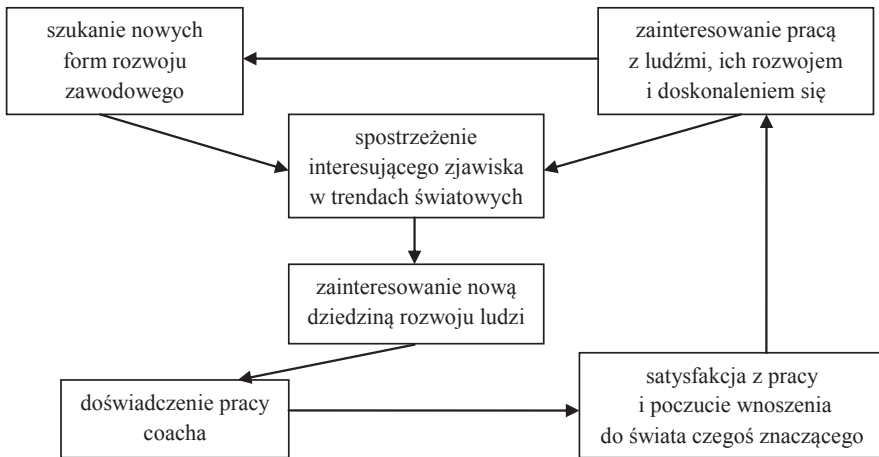 szukanie nowych
form rozwoju
zawodowego
zainteresowanie pracą
z ludźmi, ich rozwojem
i doskonaleniem się
spostrzeżenie
interesującego zjawiska
w trendach światowych
zainteresowanie nową
dziedziną rozwoju ludzi
doświadczenie pracy
coacha
satysfakcja z pracy
i poczucie wnoszenia
do świata czegoś znaczącego